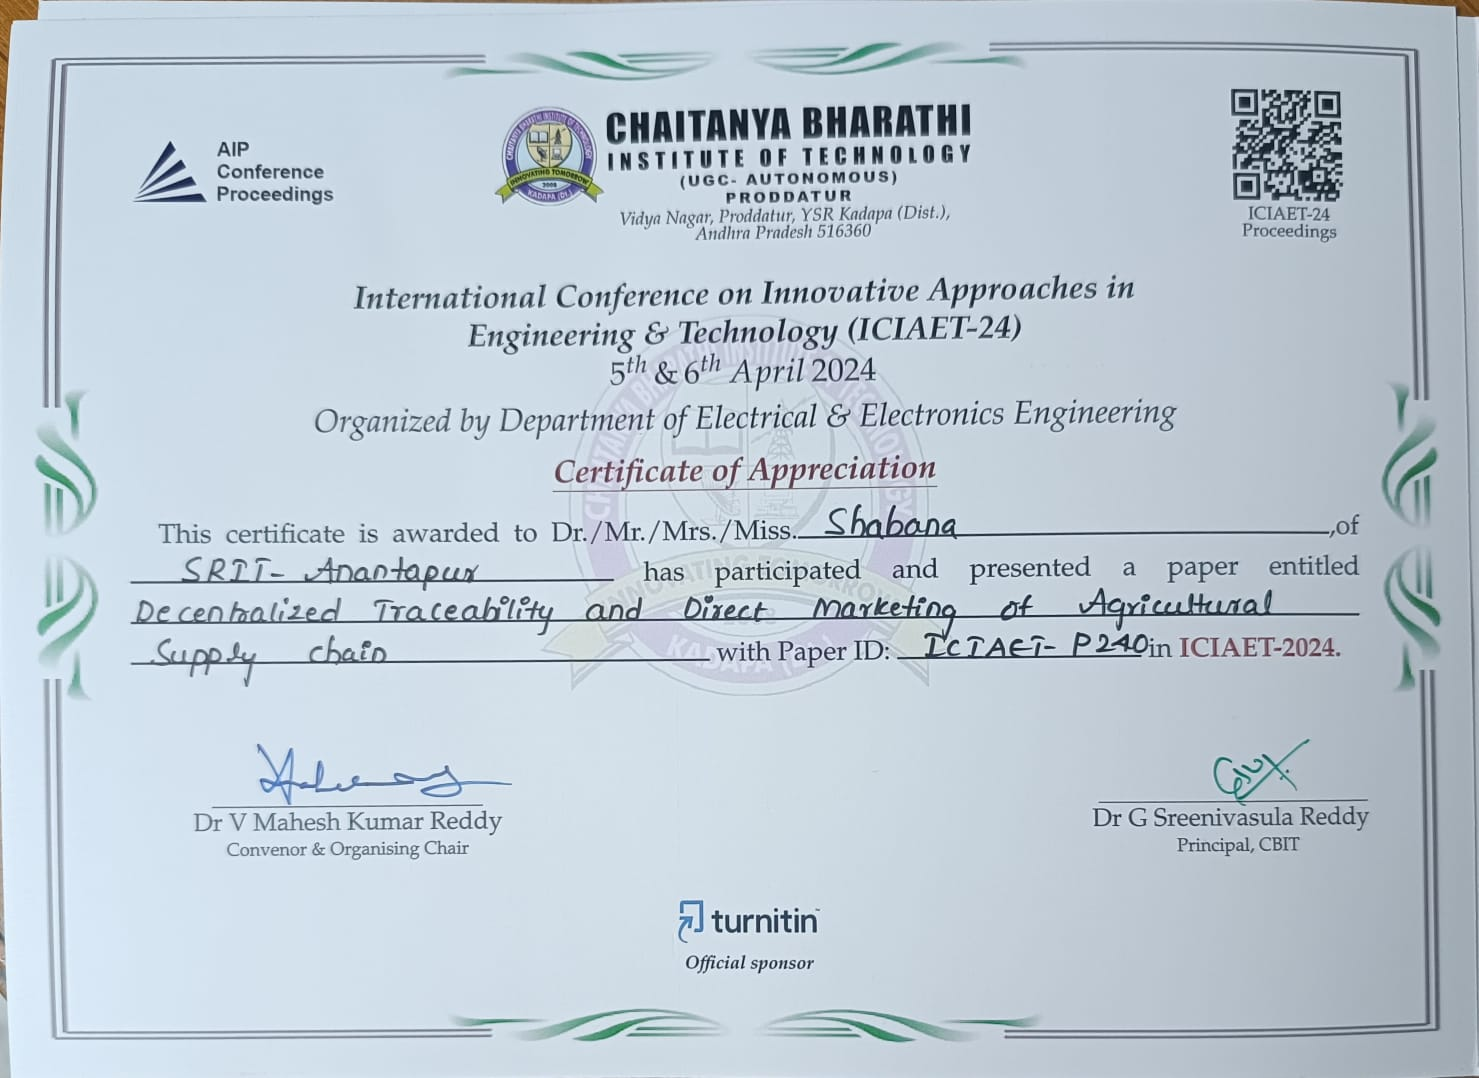 AIP
Conference
Proceedings
CHAITANYA BHARATHI
INSTITUTE OF TECHNOLOGY
(UGC- AUTONOMOUS)
PRODDATUR
Vidya Nagar, Proddatur, YSR Kadapa (Dist.),
Andhra Pradesh 516360
ICIAET-24
Proceedings
International Conference on Innovative Approaches in
Engineering & Technology (ICIAET-24)
5th & 6th April 2024
Organized by Department of Electrical & Electronics Engineering
Certificate of Appreciation
This certificate is awarded to Dr./Mr./Mrs./Miss. Shabana ,of
SRIT- Anantapur has participated and presented a paper entitled
Decentralized Traceability and Direct Marketing of Agricultural
Supply chain with Paper ID: ICIAET- P240 in ICIAET-2024.
Dr V Mahesh Kumar Reddy
Convenor & Organising Chair
Dr G Sreenivasula Reddy
Principal, CBIT
turnitin
Official sponsor